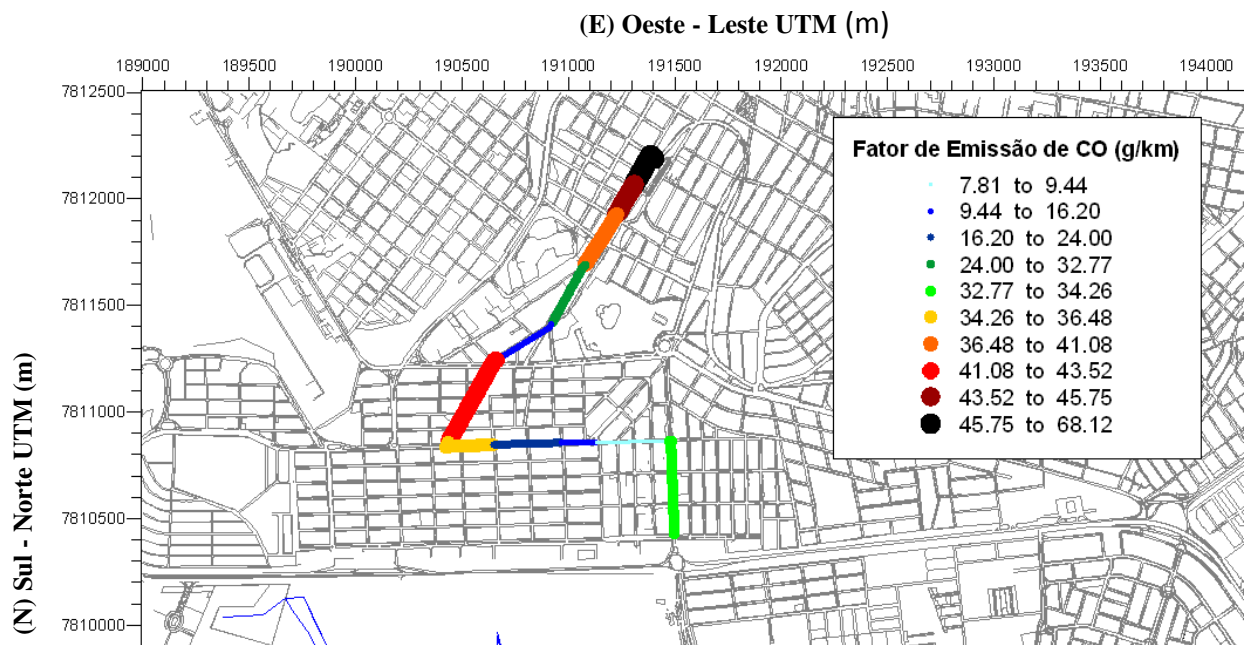 (E) Oeste - Leste UTM (m)
189000 189500 190000 190500 191000 191500 192000 192500 193000 193500 194000
7812500
7812000
7811500
7811000
7810500
7810000
(N) Sul - Norte UTM (m)
Fator de Emissão de CO (g/km)
7.81 to 9.44
9.44 to 16.20
16.20 to 24.00
24.00 to 32.77
32.77 to 34.26
34.26 to 36.48
36.48 to 41.08
41.08 to 43.52
43.52 to 45.75
45.75 to 68.12